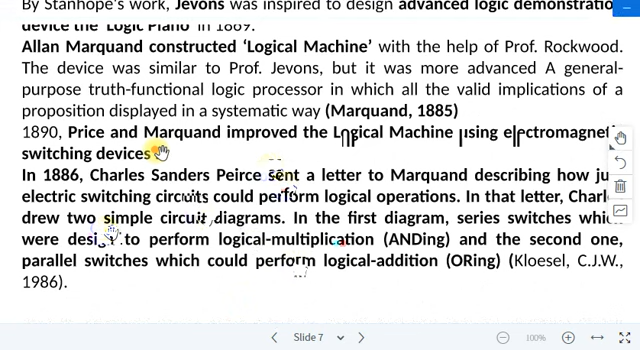 By Stanhope's work, Jevons was inspired to design advanced logic demonstratio
device the 'Logic Piano' in 1869.
Allan Marquand constructed 'Logical Machine' with the help of Prof. Rockwood.
The device was similar to Prof. Jevons, but it was more advanced A general-
purpose truth-functional logic processor in which all the valid implications of a
proposition displayed in a systematic way (Marquand, 1885)
1890, Price and Marquand improved the Logical Machine using electromagnet
switching devices
In 1886, Charles Sanders Peirce sent a letter to Marquand describing how ju
electric switching circuits could perform logical operations. In that letter, Charl
drew two simple circuit diagrams. In the first diagram, series switches whic
were to perform logical-multiplication (ANDing) and the second one,
parallel switches which could perform logical-addition (ORing) (Kloesel, C.J.W.,
1986).
Slide 7
100%